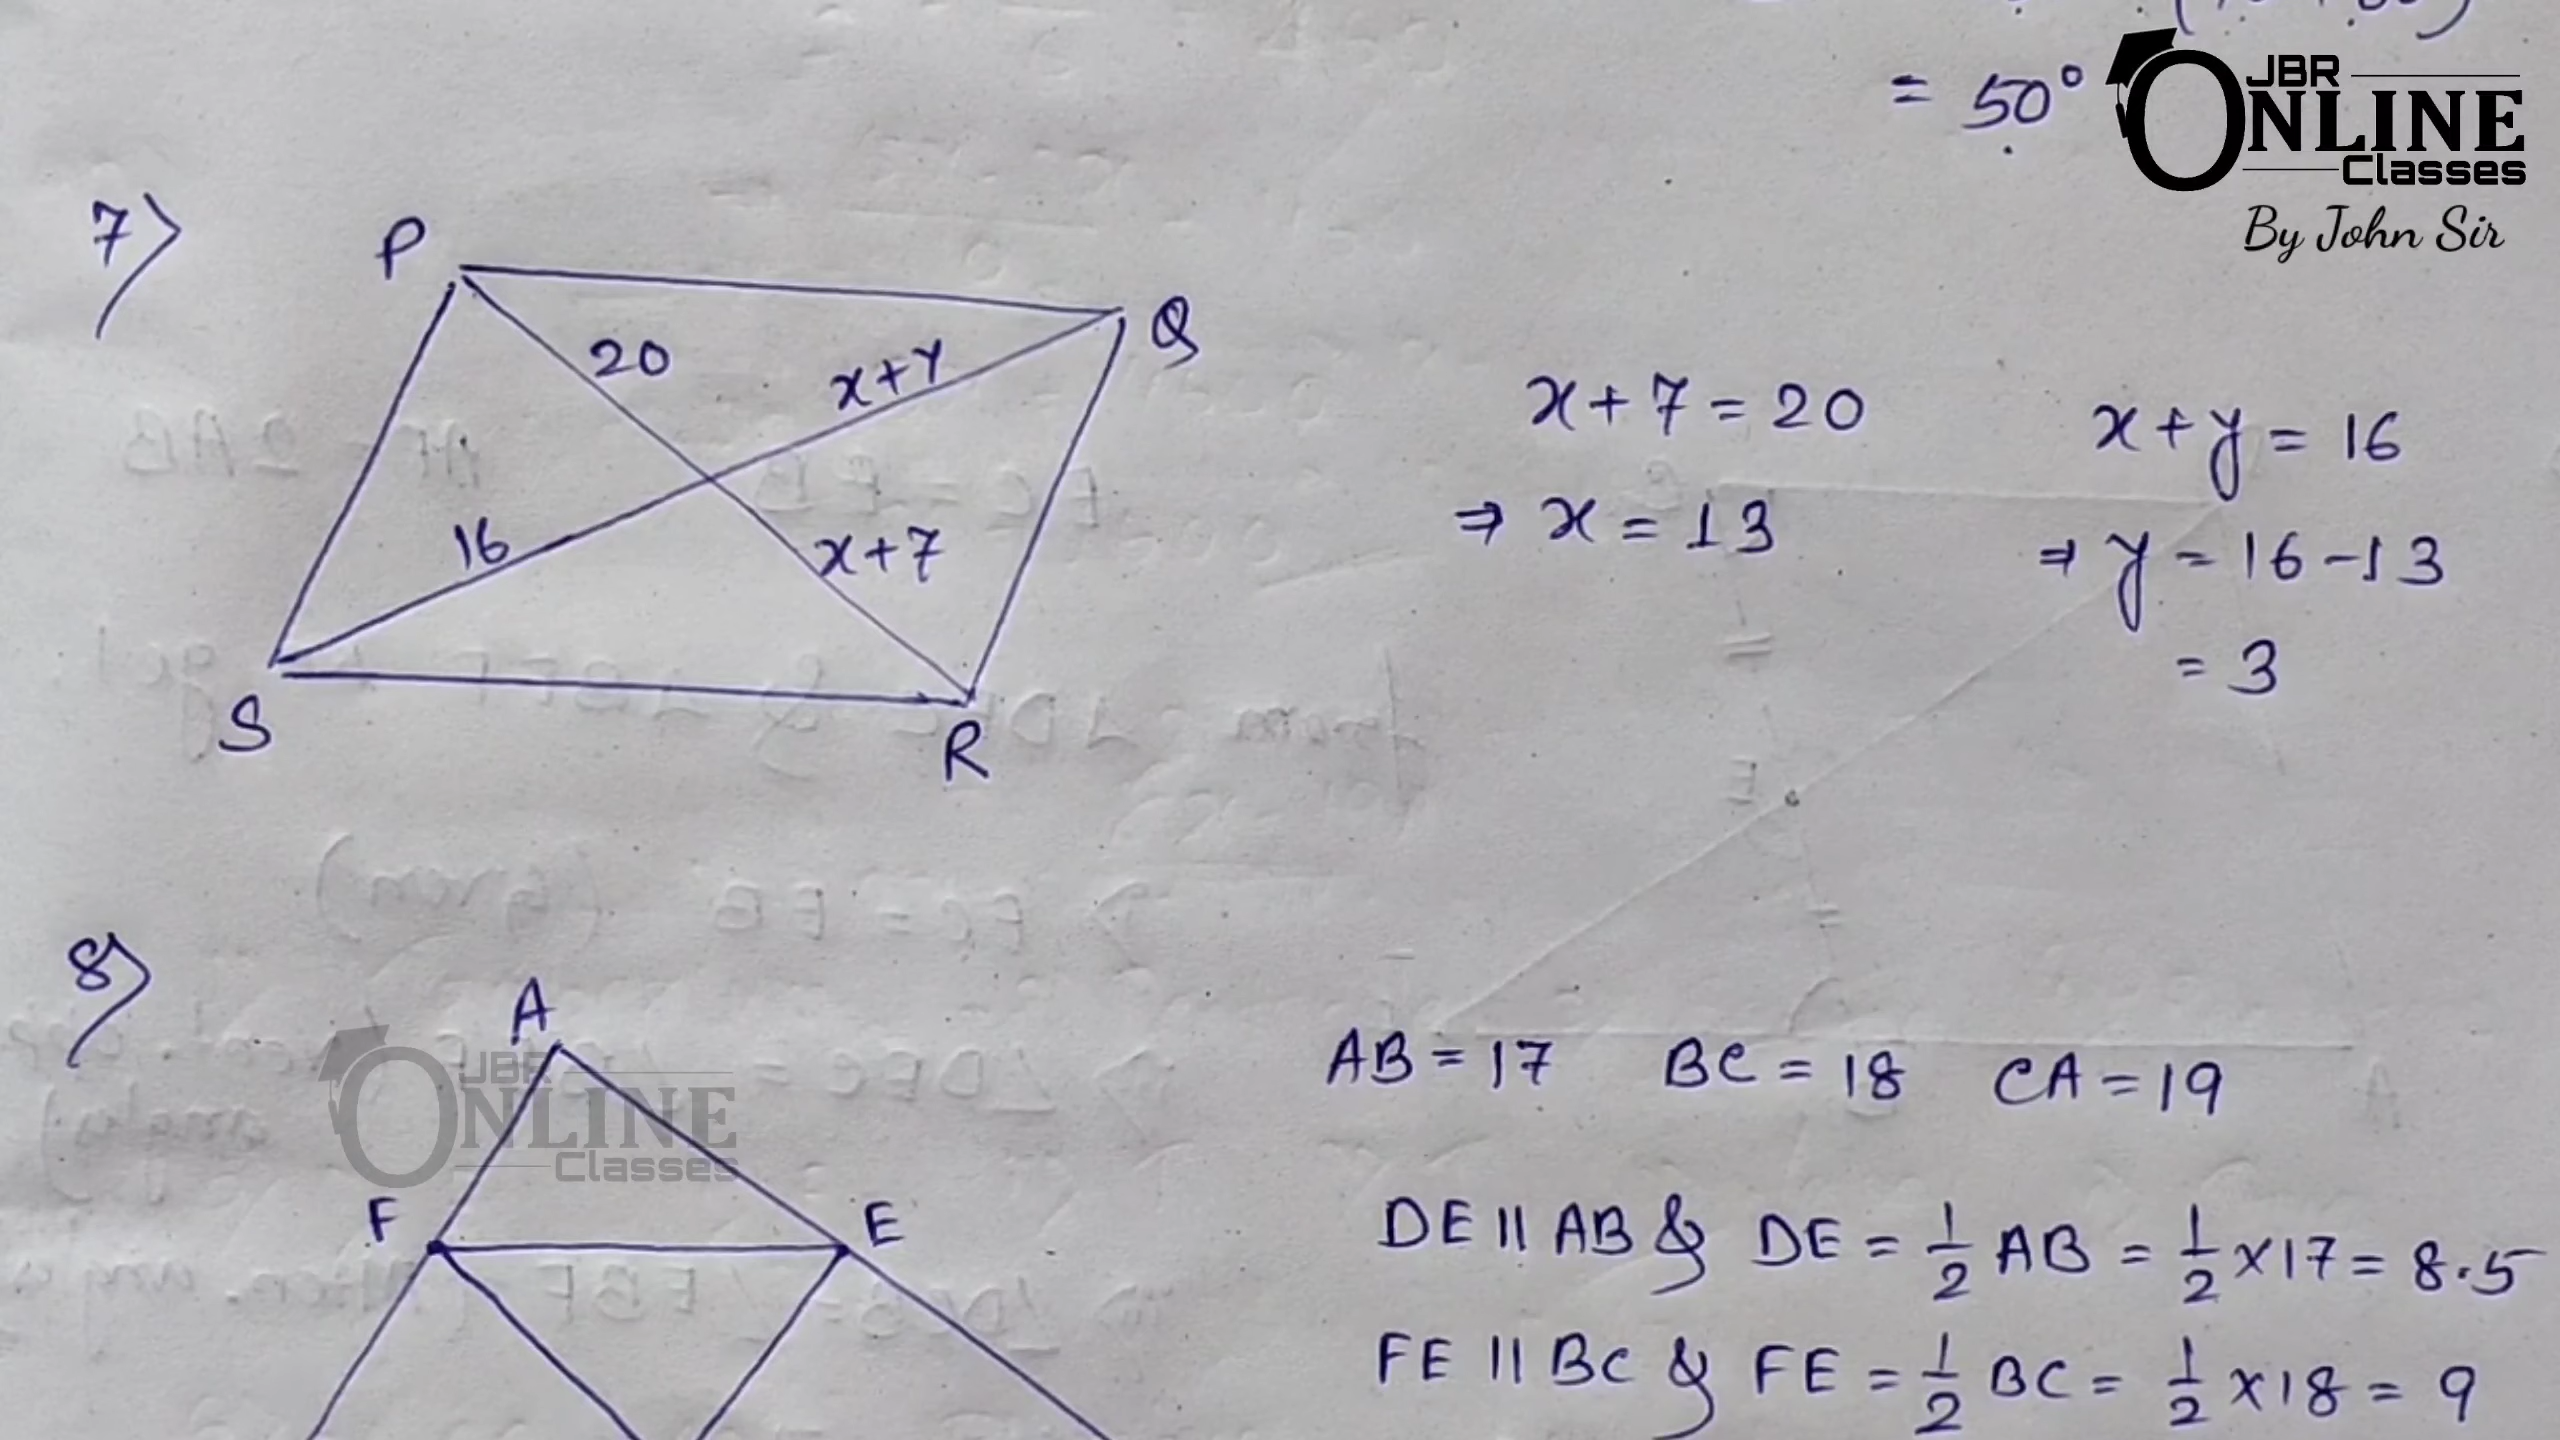 = 50°
JBR
ONLINE
Classes
By John Sir
7)
P
Q
20
x+y
16
x+7
S
R
x+7=20
⇒ x = 13
x+y = 16
⇒ y = 16-13
= 3
8)
A
JBR
ONLINE
Classes
F
E
AB = 17 BC = 18 CA = 19
DE || AB & DE = 1/2 AB = 1/2 × 17 = 8.5
FE || BC & FE = 1/2 BC = 1/2 × 18 = 9